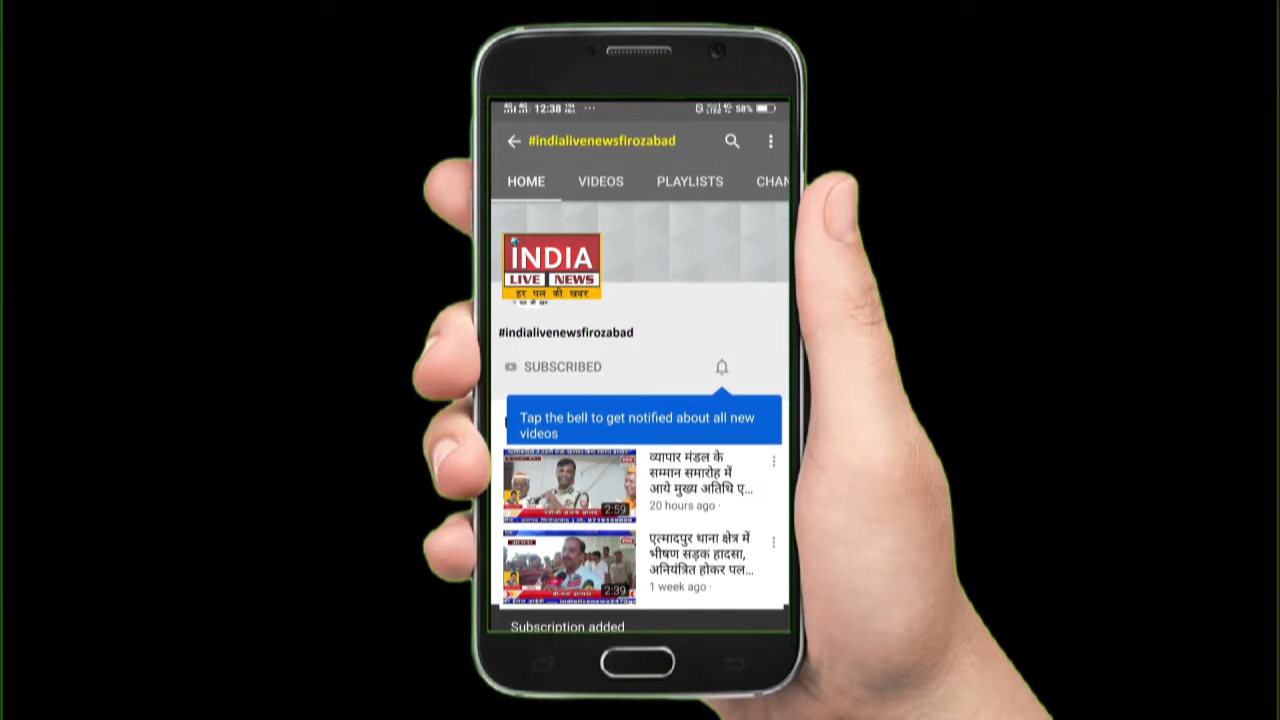 12:38 58%
#indialivenewsfirozabad
HOME VIDEOS PLAYLISTS CHAN
INDIA
LIVE NEWS
हर पल की खबर
#indialivenewsfirozabad
SUBSCRIBED
Tap the bell to get notified about all new
videos
व्यापार मंडल के
सम्मान समारोह में
आये मुख्य अतिथि ए...
20 hours ago ·
2:59
एत्मादपुर थाना क्षेत्र में
भीषण सड़क हादसा,
अनियंत्रित होकर पल...
1 week ago ·
2:39
Subscription added